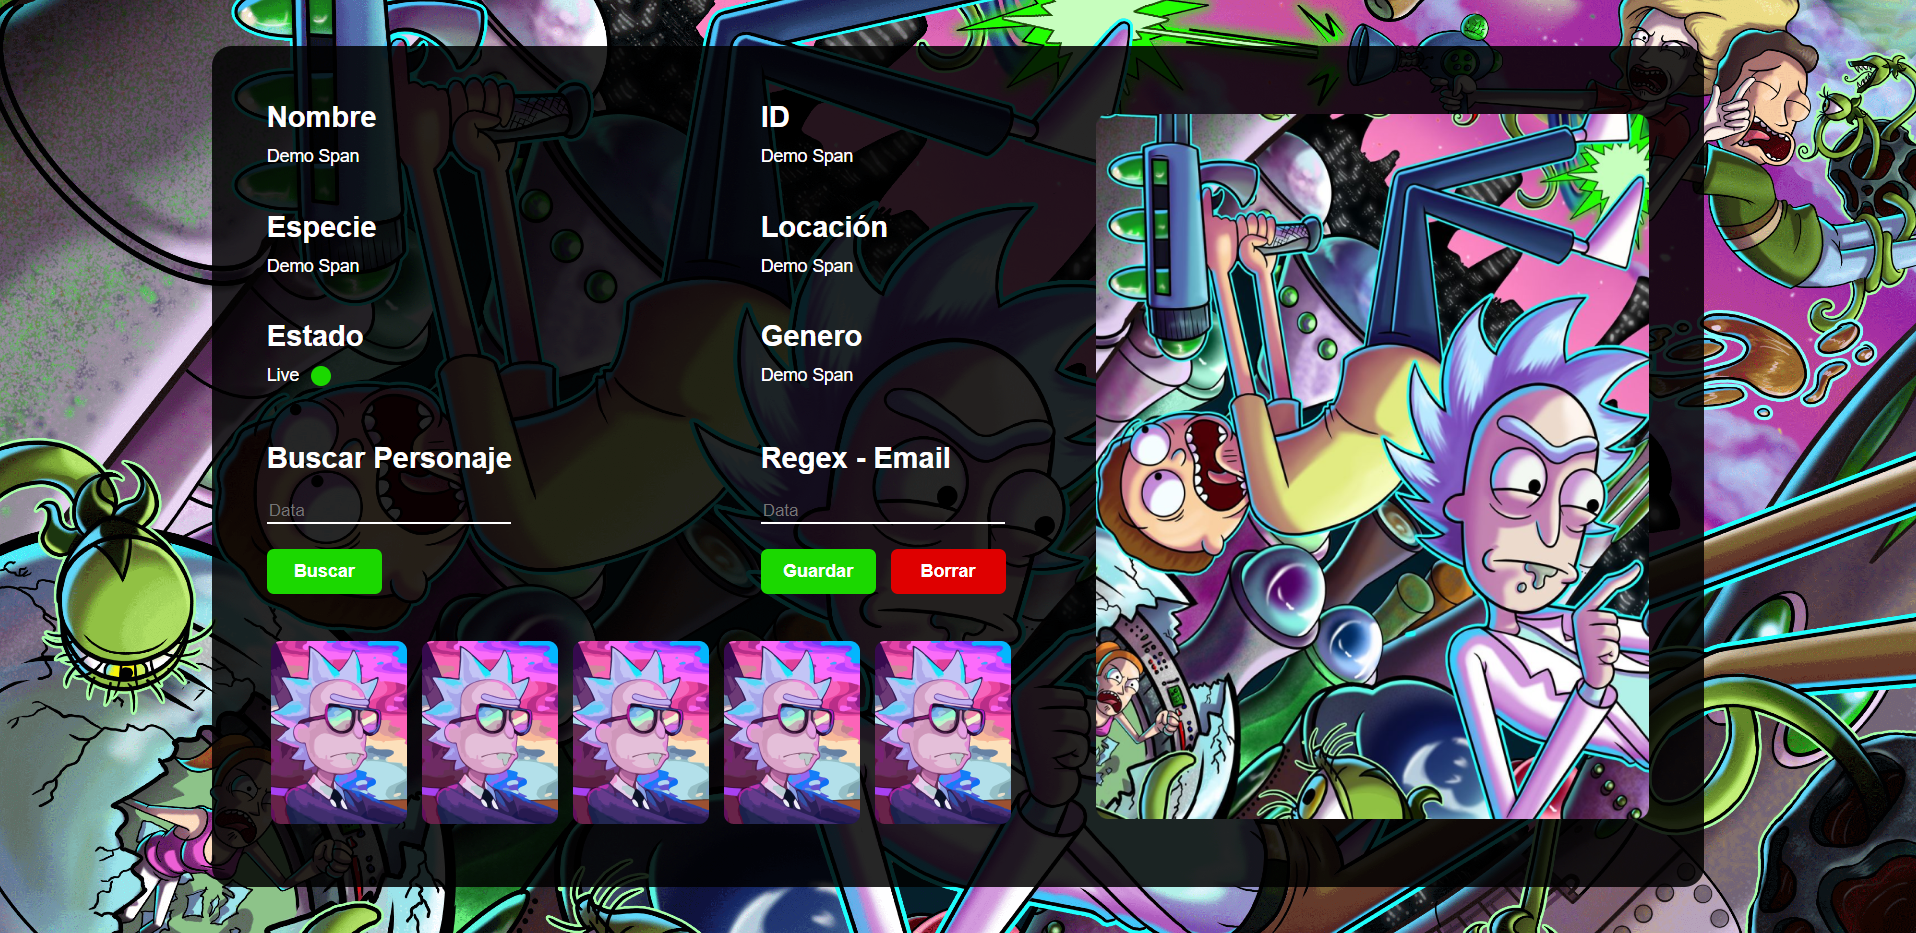 Nombre
Demo Span
ID
Demo Span
Especie
Demo Span
Locación
Demo Span
Estado
Live
Genero
Demo Span
Buscar Personaje
Data
Buscar
Regex - Email
Data
Guardar
Borrar